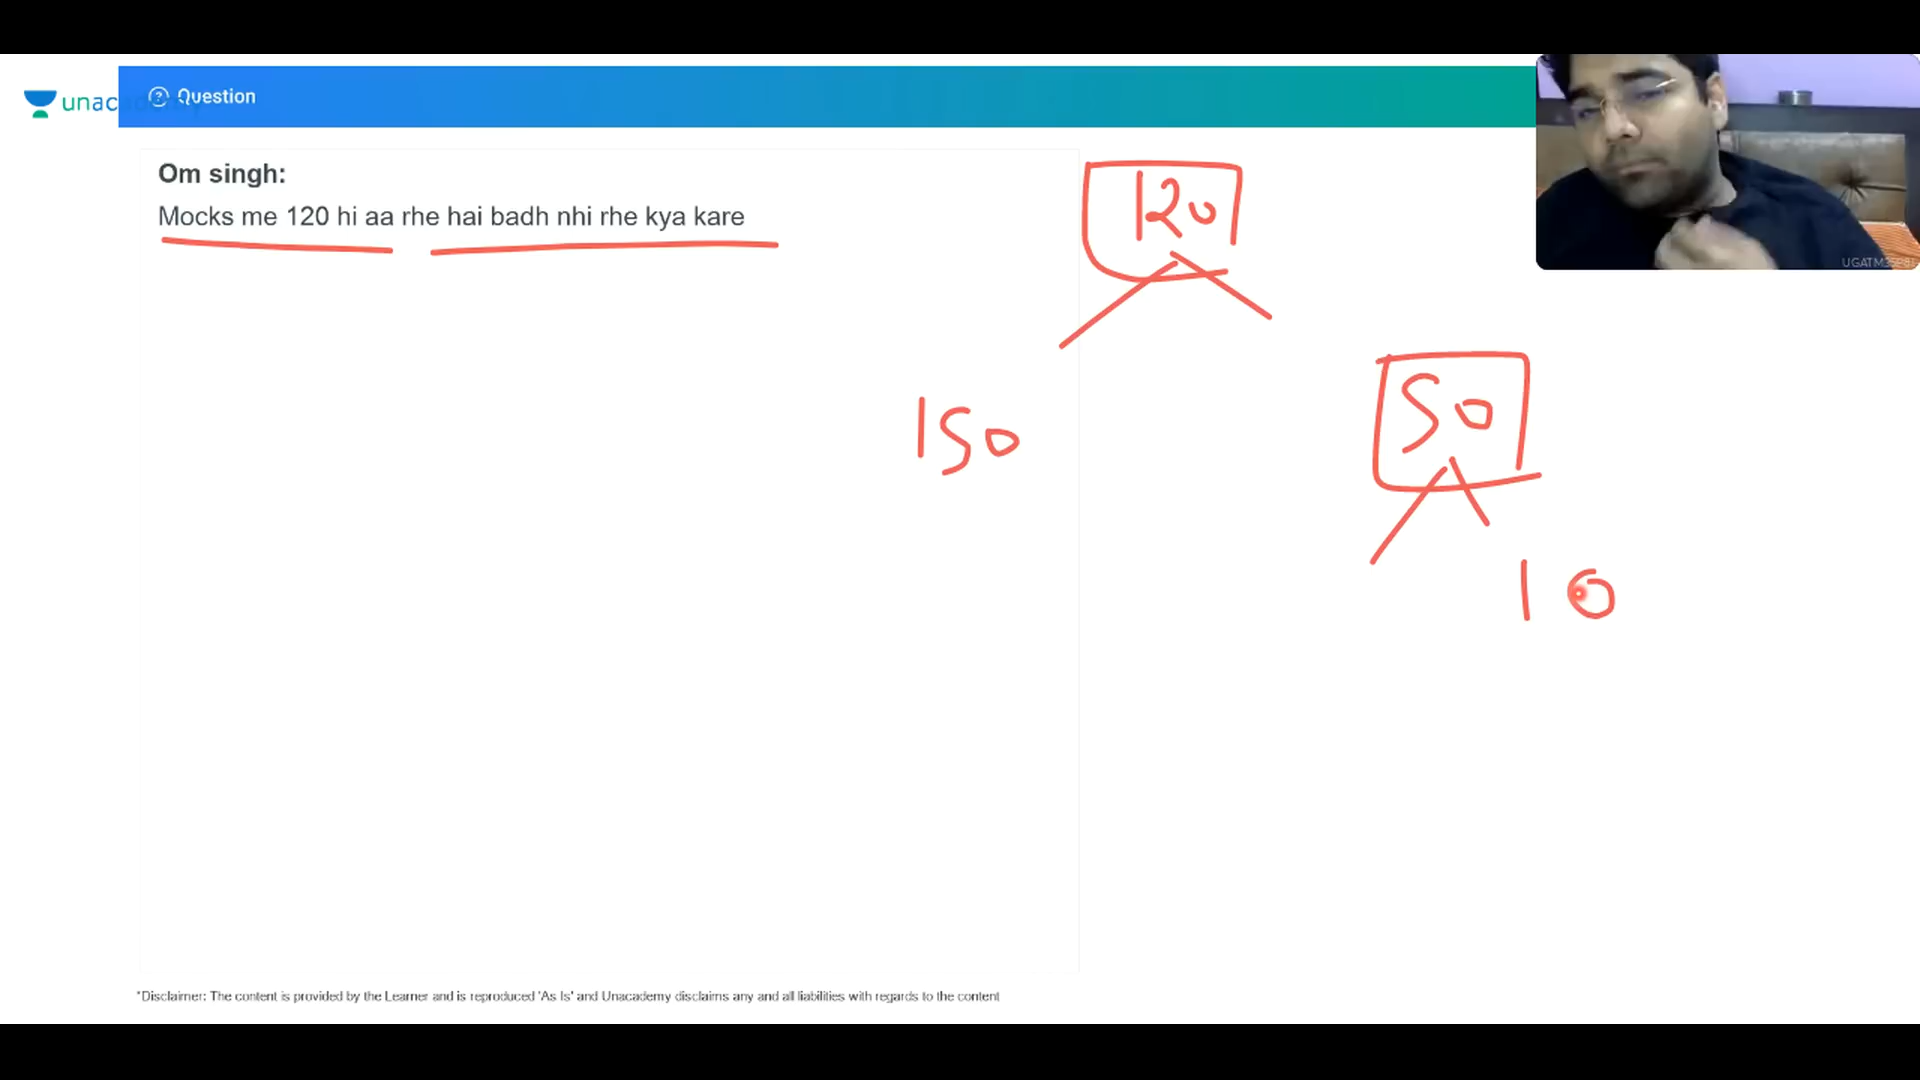 unac
Question
Om singh:
Mocks me 120 hi aa rhe hai badh nhi rhe kya kare
120
150
50
10
*Disclaimer: The content is provided by the Learner and is reproduced 'As Is' and Unacademy disclaims any and all liabilities with regards to the content